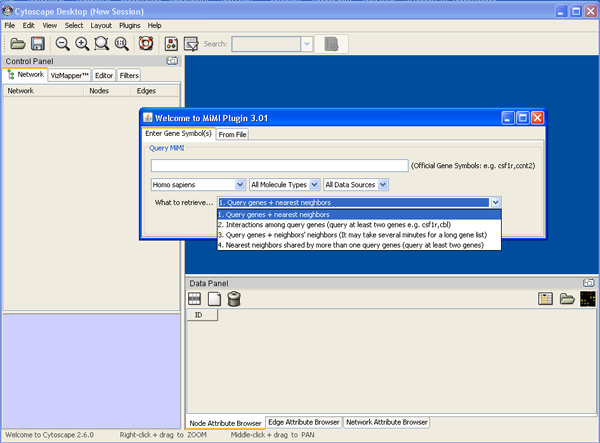 Cytoscape Desktop (New Session)
File Edit View Select Layout Plugins Help
Search:
Control Panel
Network VizMapper™ Editor Filters
Network Nodes Edges
Welcome to MiMI Plugin 3.01
Enter Gene Symbol(s) From File
Query MiMI
(Official Gene Symbols: e.g. csf1r,ccnt2)
Homo sapiens All Molecule Types All Data Sources
What to retrieve... 1. Query genes + nearest neighbors
1. Query genes + nearest neighbors
2. Interactions among query genes (query at least two genes e.g. csf1r,cbl)
3. Query genes + neighbors' neighbors (It may take several minutes for a long gene list)
4. Nearest neighbors shared by more than one query genes (query at least two genes)
Data Panel
ID
Node Attribute Browser Edge Attribute Browser Network Attribute Browser
Welcome to Cytoscape 2.6.0 Right-click + drag to ZOOM Middle-click + drag to PAN